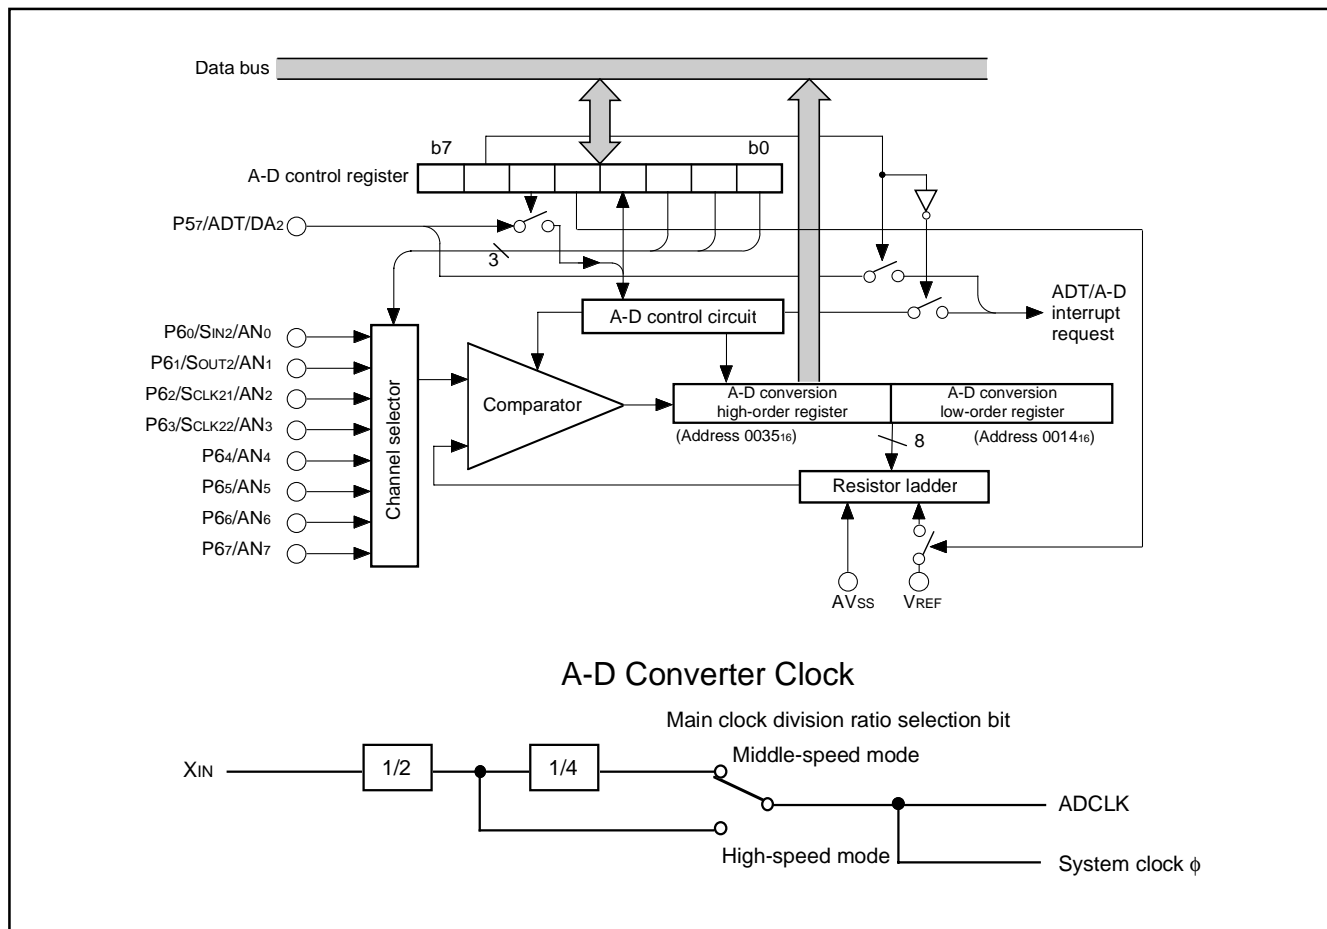 Data bus
b7
b0
A-D control register
P57/ADT/DA2
3
ADT/A-D
interrupt
request
A-D control circuit
P60/SIN2/AN0
P61/SOUT2/AN1
P62/SCLK21/AN2
P63/SCLK22/AN3
P64/AN4
P65/AN5
P66/AN6
P67/AN7
Channel selector
Comparator
A-D conversion
high-order register
A-D conversion
low-order register
(Address 003516)
8
(Address 001416)
Resistor ladder
AVSS
VREF
A-D Converter Clock
Main clock division ratio selection bit
Middle-speed mode
XIN
1/2
1/4
ADCLK
High-speed mode
System clock ϕ